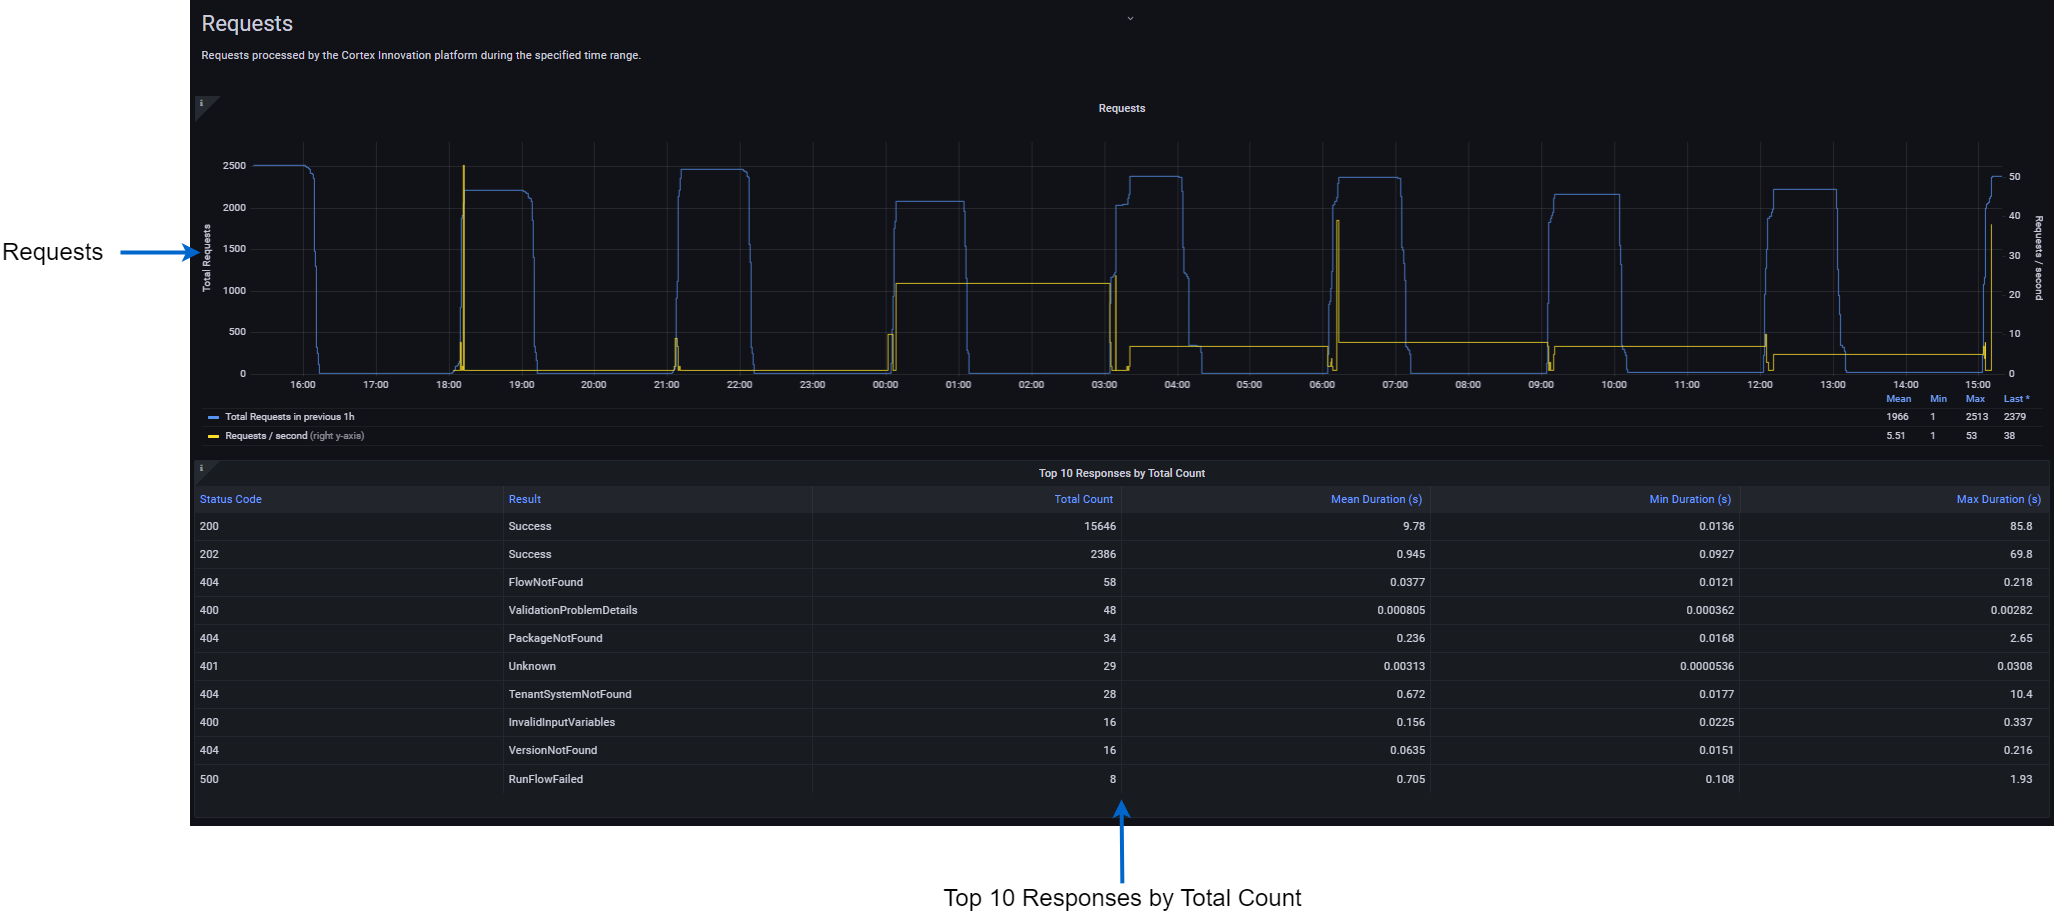 Requests
Requests processed by the Cortex Innovation platform during the specified time range.
i
Requests
2500
2000
1500
1000
500
0
Total Requests
50
40
30
20
10
0
Requests / second
16:00 17:00 18:00 19:00 20:00 21:00 22:00 23:00 00:00 01:00 02:00 03:00 04:00 05:00 06:00 07:00 08:00 09:00 10:00 11:00 12:00 13:00 14:00 15:00
Mean Min Max Last *
Total Requests in previous 1h 1966 1 2513 2379
Requests / second (right y-axis) 5.51 1 53 38
Requests
i
Top 10 Responses by Total Count
Status Code Result Total Count Mean Duration (s) Min Duration (s) Max Duration (s)
200 Success 15646 9.78 0.0136 85.8
202 Success 2386 0.945 0.0927 69.8
404 FlowNotFound 58 0.0377 0.0121 0.218
400 ValidationProblemDetails 48 0.000805 0.000362 0.00282
404 PackageNotFound 34 0.236 0.0168 2.65
401 Unknown 29 0.00313 0.0000536 0.0308
404 TenantSystemNotFound 28 0.672 0.0177 10.4
400 InvalidInputVariables 16 0.156 0.0225 0.337
404 VersionNotFound 16 0.0635 0.0151 0.216
500 RunFlowFailed 8 0.705 0.108 1.93
Top 10 Responses by Total Count